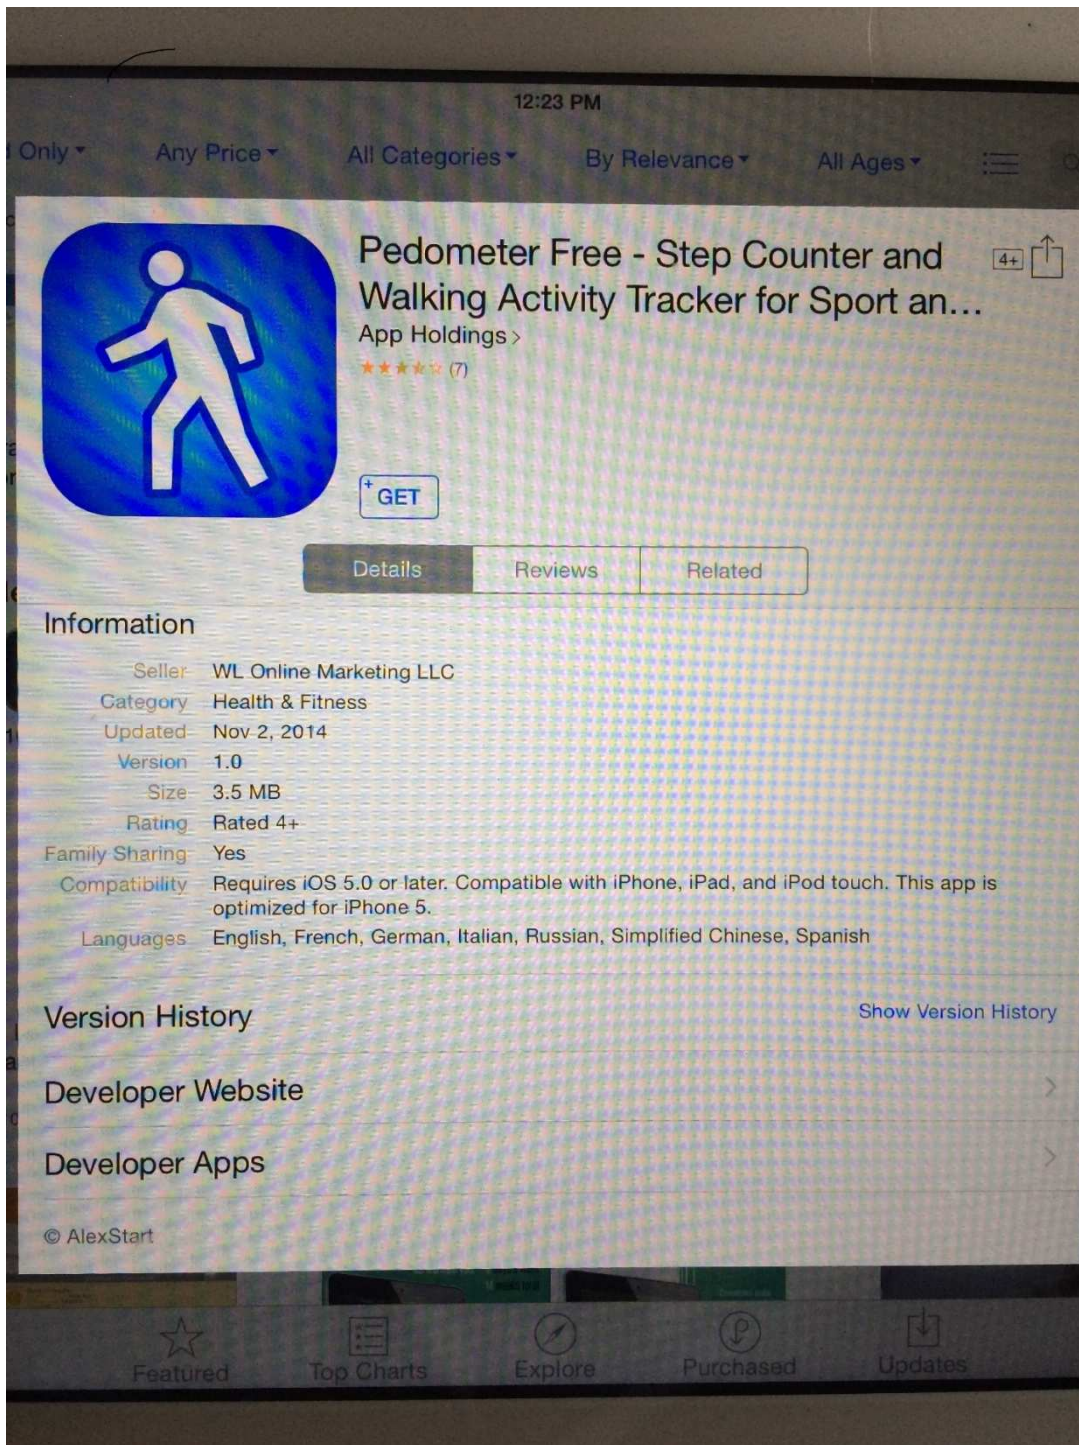 12:23 PM
Only
Any Price
All Categories
By Relevance
All Ages
Pedometer Free - Step Counter and
Walking Activity Tracker for Sport an...
4+
App Holdings >
(7)
+ GET
Details
Reviews
Related
Information
Seller WL Online Marketing LLC
Category Health & Fitness
Updated Nov 2, 2014
Version 1.0
Size 3.5 MB
Rating Rated 4+
Family Sharing Yes
Compatibility Requires iOS 5.0 or later. Compatible with iPhone, iPad, and iPod touch. This app is
optimized for iPhone 5.
Languages English, French, German, Italian, Russian, Simplified Chinese, Spanish
Version History
Show Version History
Developer Website
Developer Apps
© AlexStart
Featured
Top Charts
Explore
Purchased
Updates